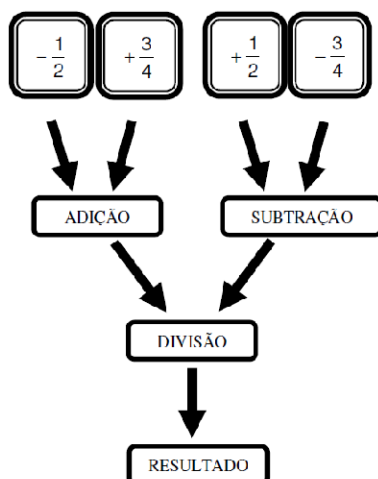 − 1/2 + 3/4 + 1/2 − 3/4
ADIÇÃO SUBTRAÇÃO
DIVISÃO
RESULTADO